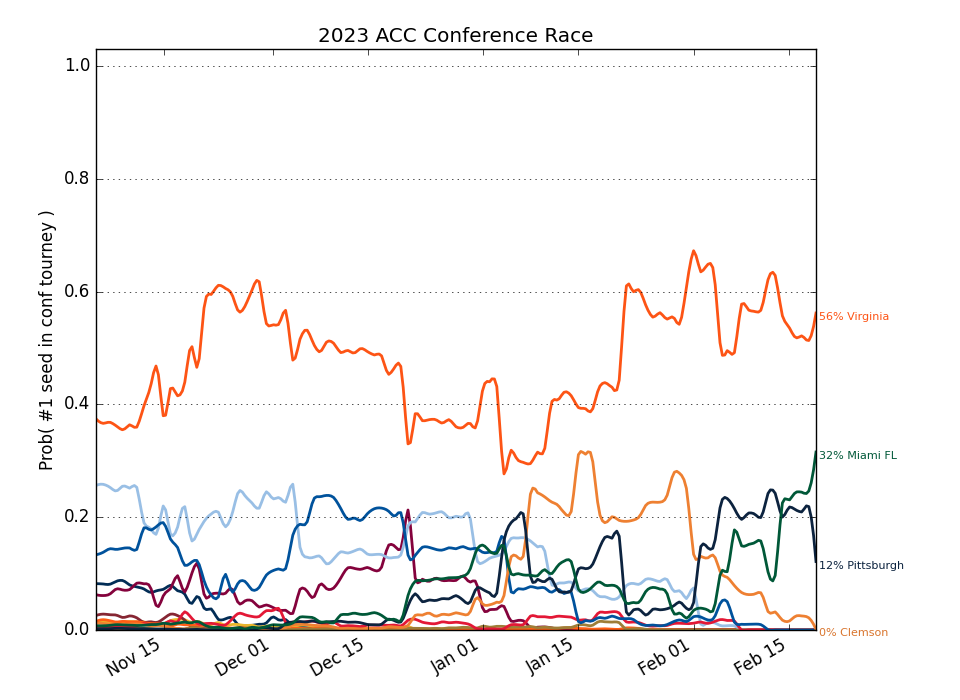 2023 ACC Conference Race
Prob( #1 seed in conf tourney )
1.0
0.8
0.6
0.4
0.2
0.0
56% Virginia
32% Miami FL
12% Pittsburgh
0% Clemson
Nov 15
Dec 01
Dec 15
Jan 01
Jan 15
Feb 01
Feb 15